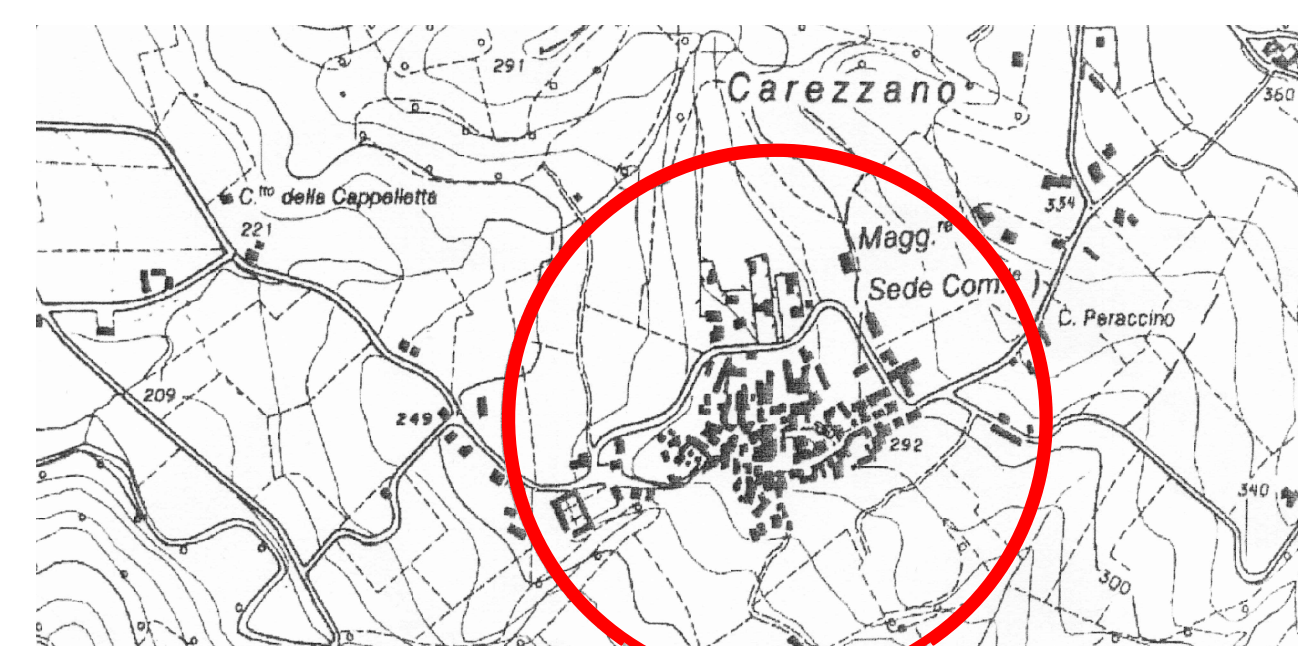 291
Carezzano
360
C.tto della Cappelletta
221
334
Magg.re
Sede Com.e )
C. Peraccino
209
249
292
340
300